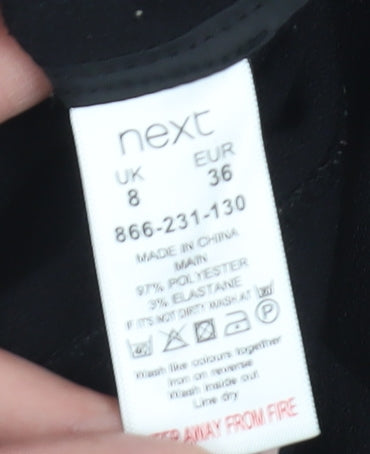 next
UK EUR
8 36
866-231-130
MADE IN CHINA
MAIN
97% POLYESTER
3% ELASTANE
IF IT'S NOT DIRTY WASH AT
P
Wash like colours together
Iron on reverse
Wash inside out
Line dry
AWAY FROM FIRE